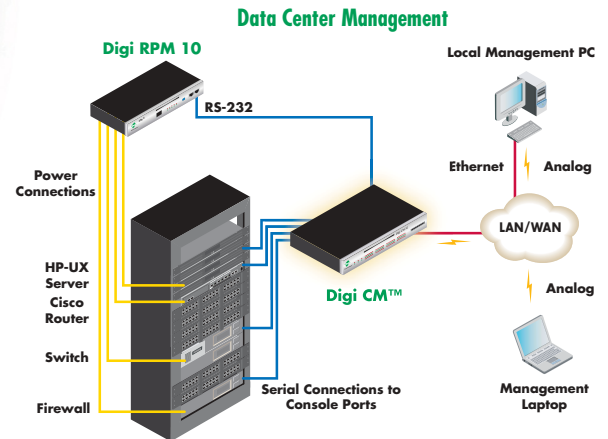 Data Center Management
Digi RPM 10
Local Management PC
RS-232
Power
Connections
Ethernet
Analog
LAN/WAN
HP-UX
Server
Cisco
Router
Digi CM™
Analog
Switch
Serial Connections to
Console Ports
Management
Laptop
Firewall